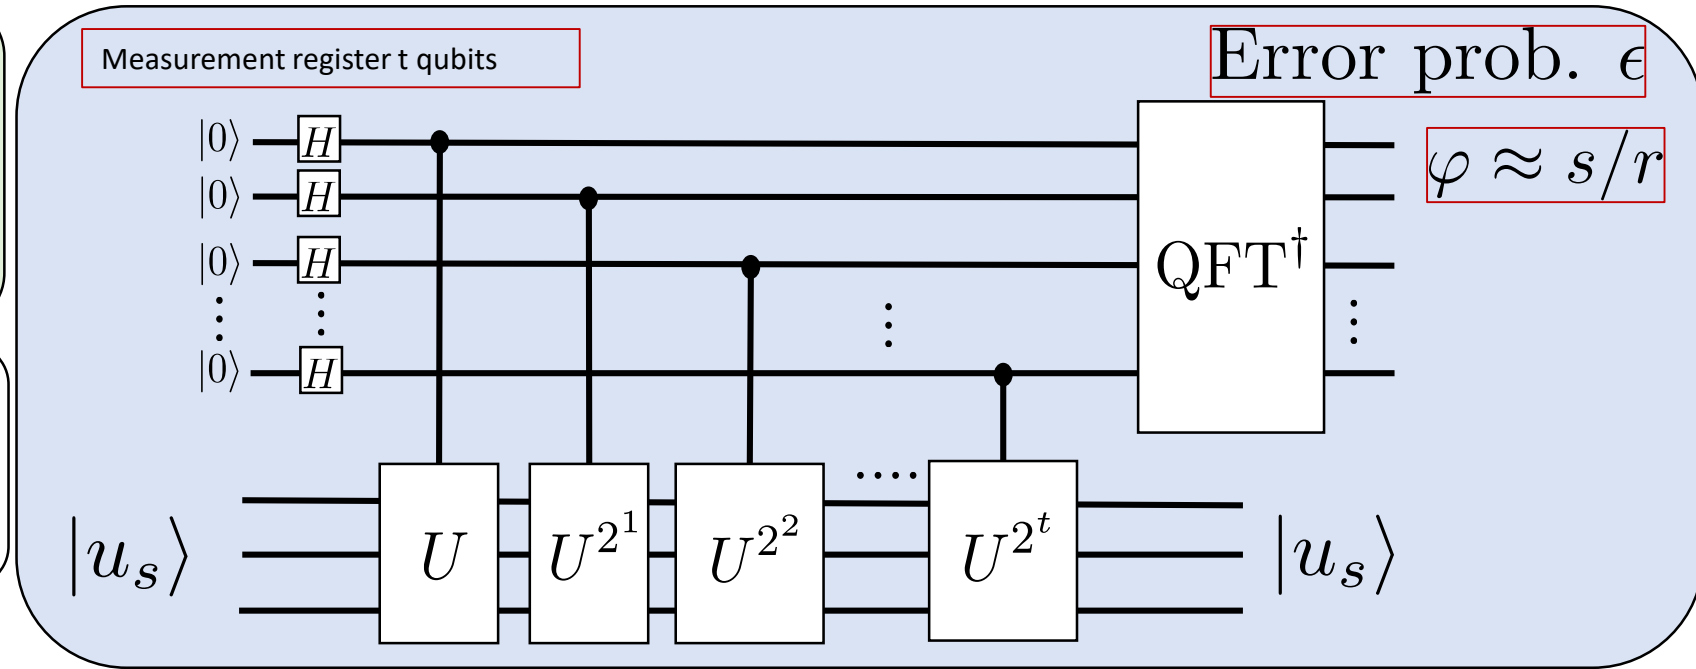 Measurement register t qubits
Error prob. ϵ
|0⟩ H
|0⟩ H
φ ≈ s/r
|0⟩ H
QFT†
|0⟩ H
|u_s⟩ U U^{2^1} U^{2^2} .... U^{2^t} |u_s⟩